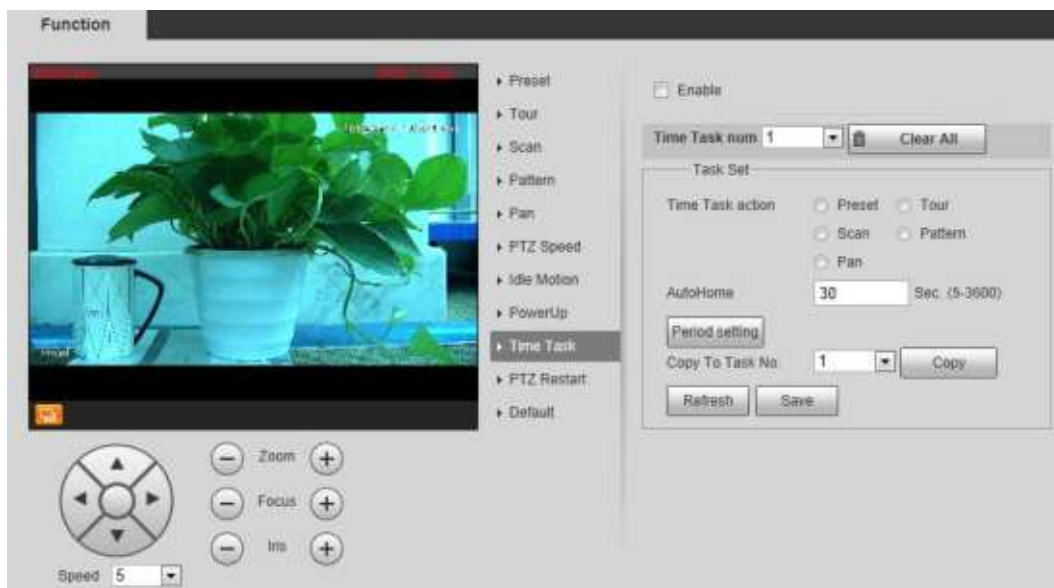 Function
Preset
Tour
Scan
Pattern
Pan
PTZ Speed
Idle Motion
PowerUp
Time Task
PTZ Restart
Default
Enable
Time Task num 1 Clear All
Task Set
Time Task action Preset Tour
Scan Pattern
Pan
AutoHome 30 Sec. (5-3600)
Period setting
Copy To Task No. 1 Copy
Refresh Save
Zoom
Focus
Iris
Speed 5